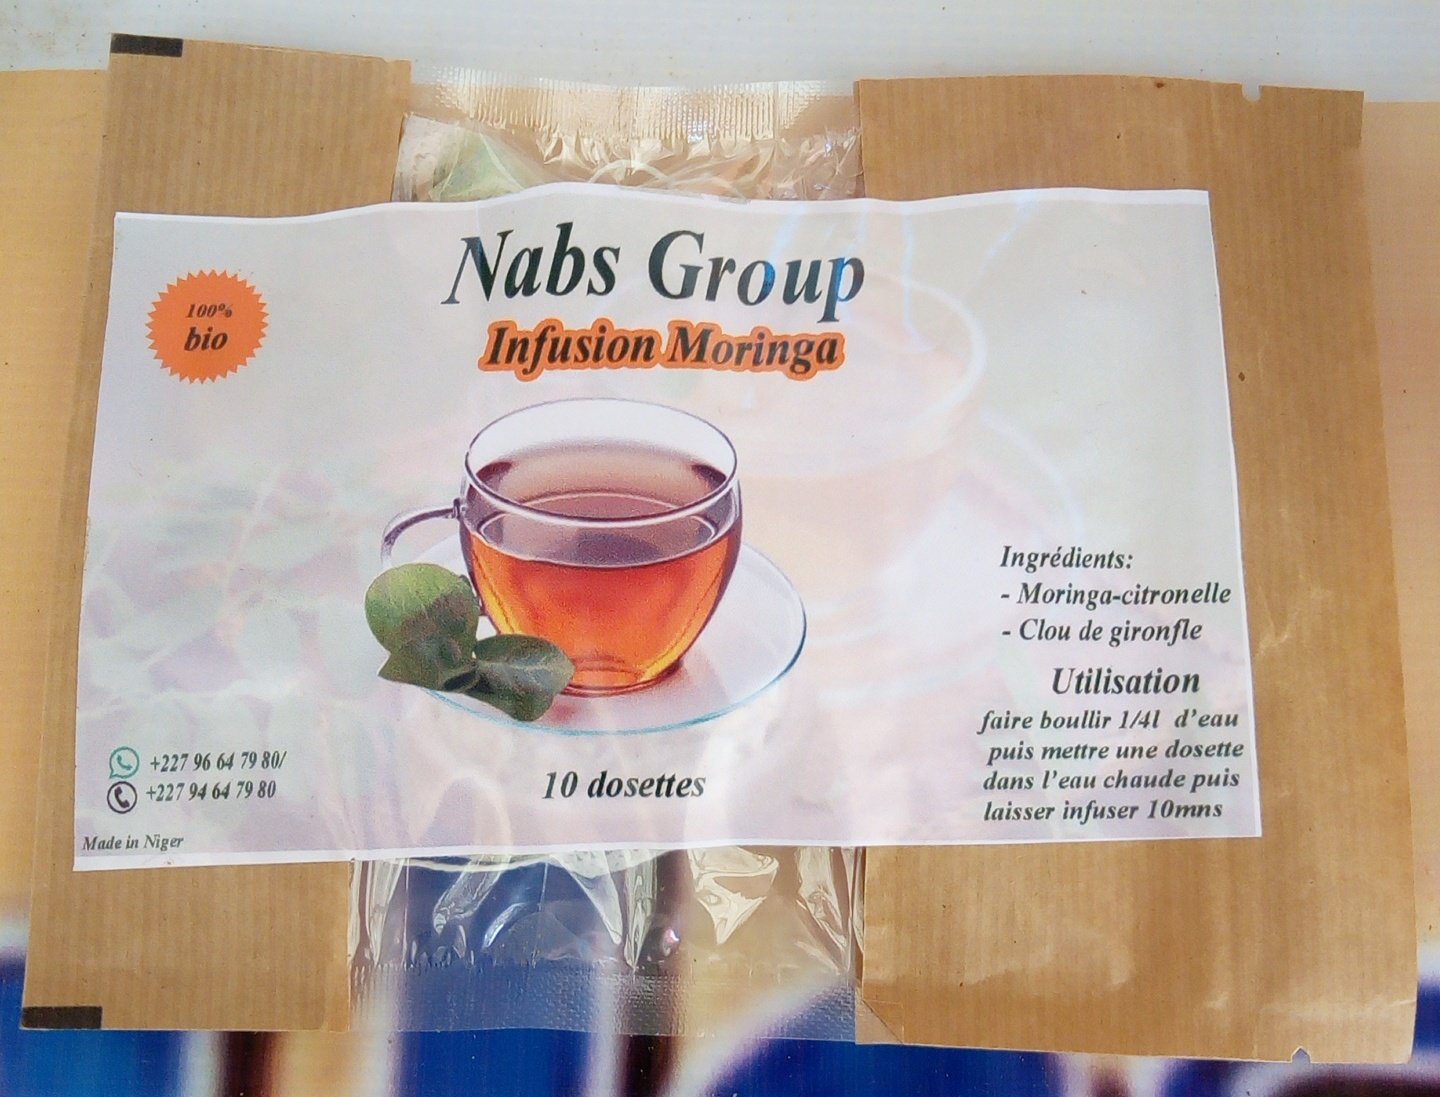 Nabs Group
Infusion Moringa
100%
bio
Ingrédients:
- Moringa-citronelle
- Clou de gironfle
Utilisation
faire boullir 1/4l d'eau
puis mettre une dosette
dans l'eau chaude puis
laisser infuser 10mns
10 dosettes
+227 96 64 79 80/
+227 94 64 79 80
Made in Niger